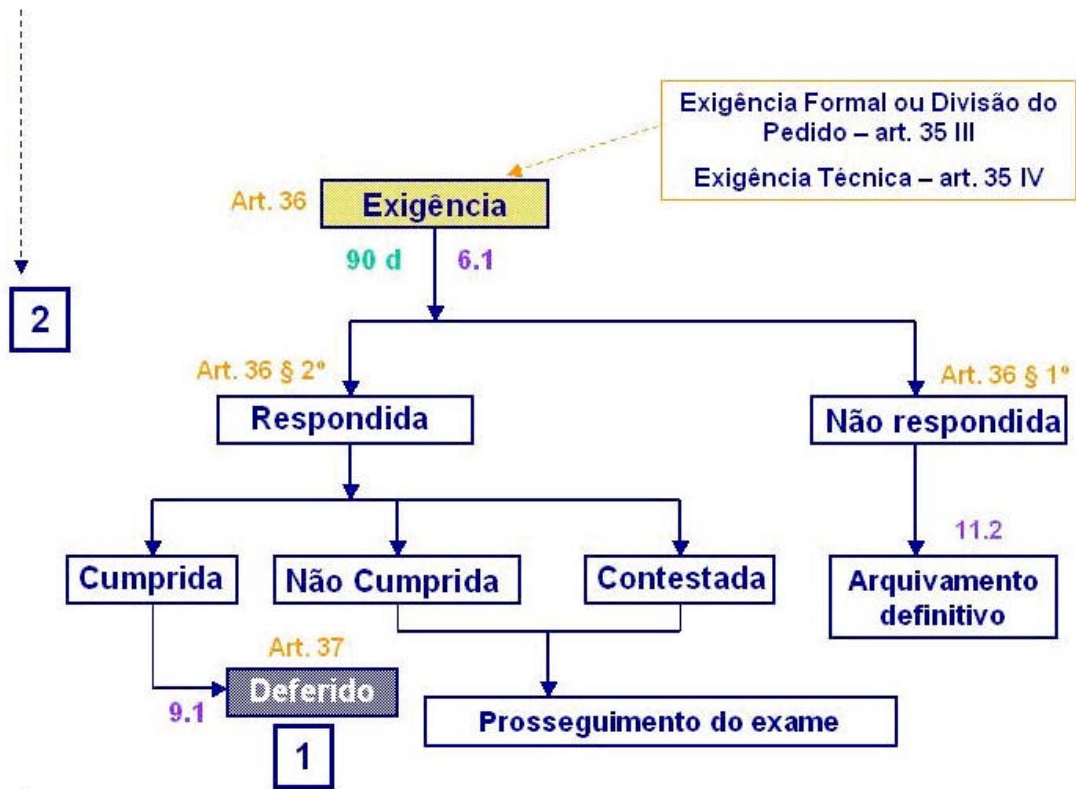 Exigência Formal ou Divisão do
Pedido – art. 35 III
Exigência Técnica – art. 35 IV
Art. 36
Exigência
90 d
6.1
2
Art. 36 § 2º
Art. 36 § 1º
Respondida
Não respondida
11.2
Cumprida
Não Cumprida
Contestada
Arquivamento
definitivo
Art. 37
Deferido
9.1
Prosseguimento do exame
1